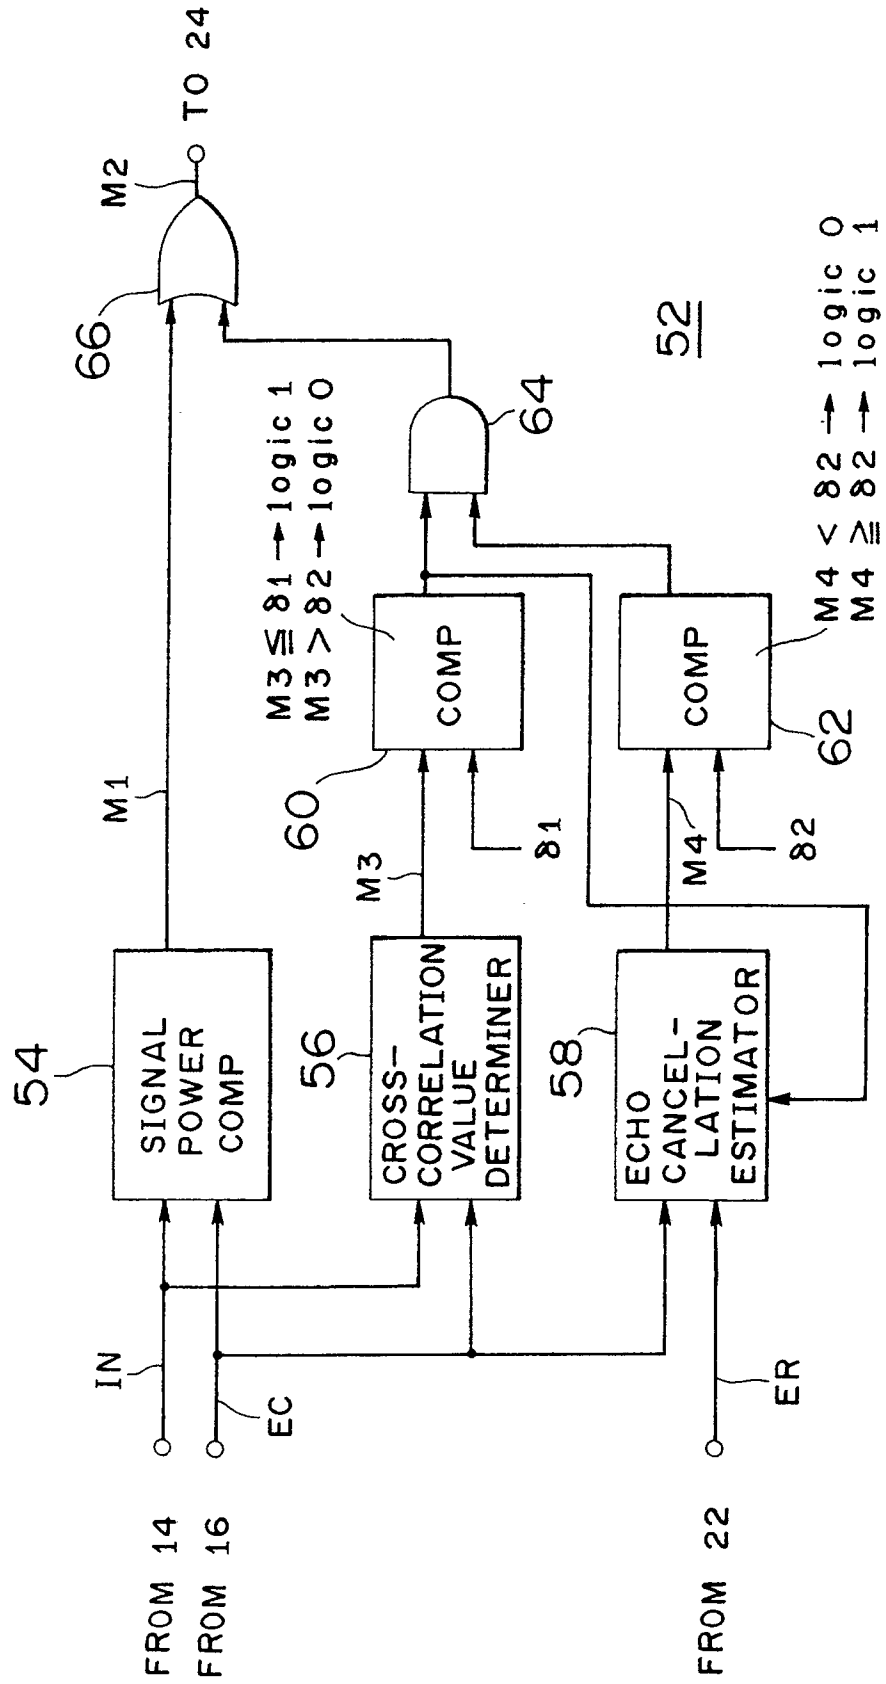 FROM 14
FROM 16
IN
EC
54
SIGNAL
POWER
COMP
M1
66
M2
TO 24
56
CROSS-
CORRELATION
VALUE
DETERMINER
M3
60
COMP
δ1
M3 ≦ δ1 → logic 1
M3 > δ2 → logic 0
64
52
FROM 22
ER
58
ECHO
CANCEL-
LATION
ESTIMATOR
M4
62
COMP
δ2
M4 < δ2 → logic 0
M4 ≧ δ2 → logic 1